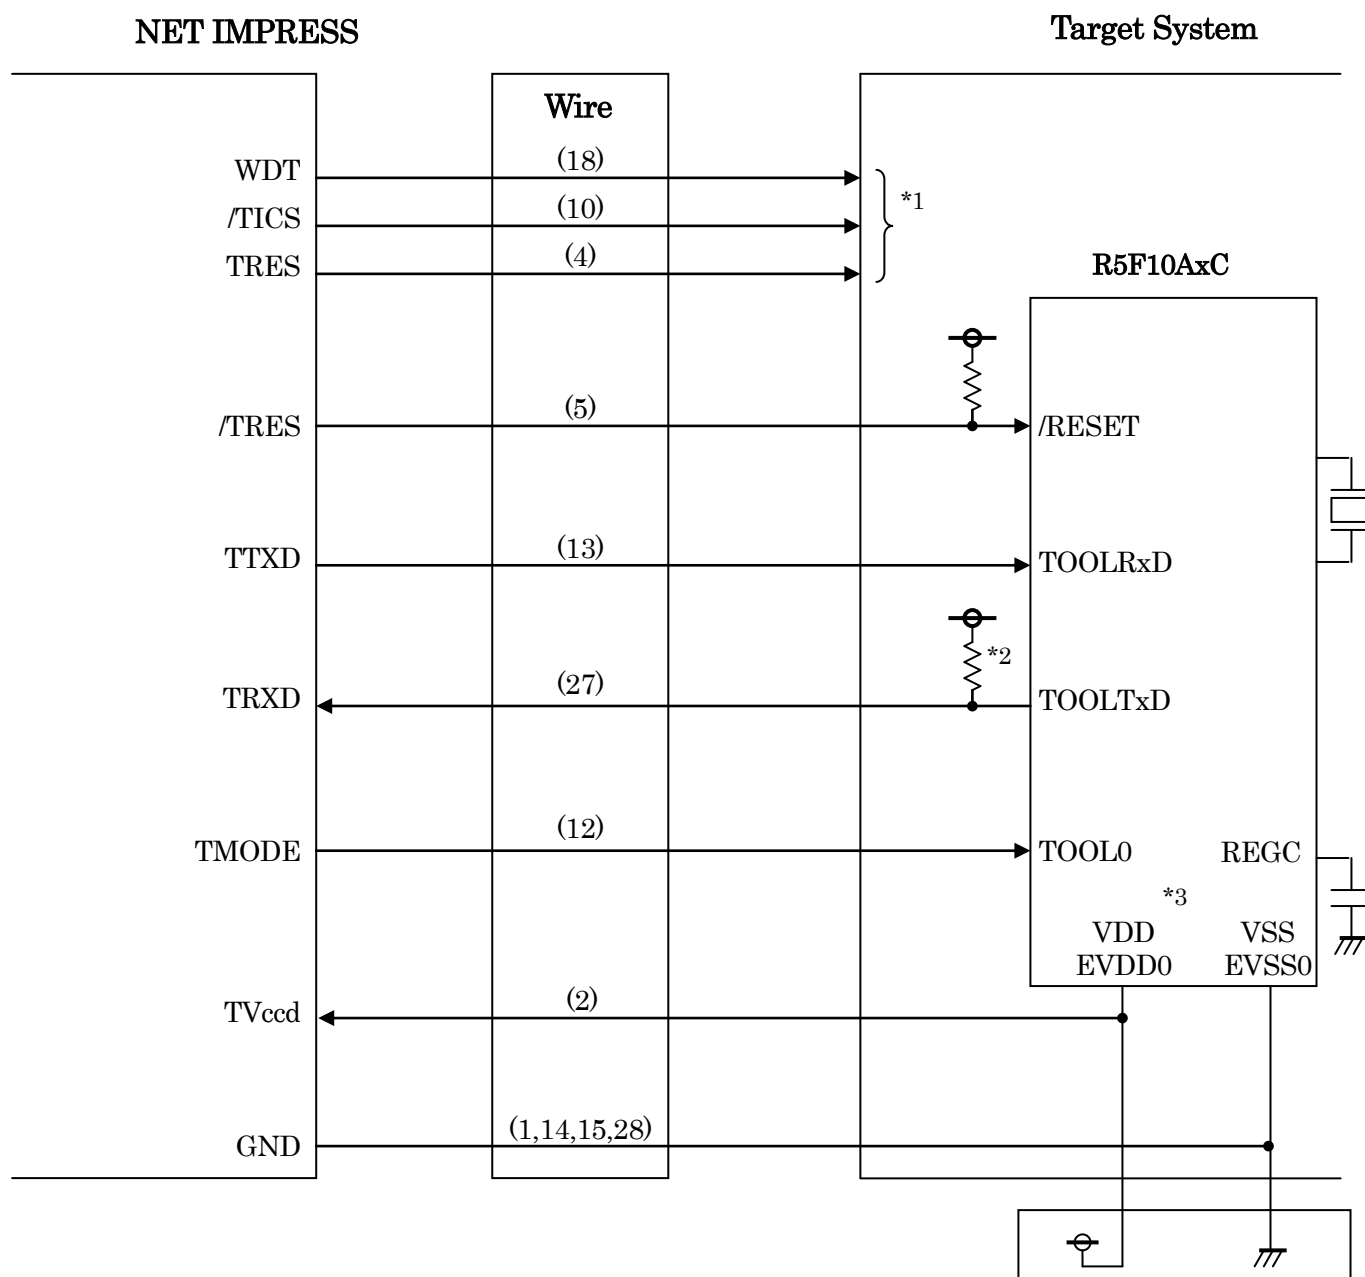 NET IMPRESS
Target System
Wire
WDT
(18)
*1
/TICS
(10)
TRES
(4)
R5F10AxC
/TRES
(5)
/RESET
TTXD
(13)
TOOLRxD
*2
TRXD
(27)
TOOLTxD
TMODE
(12)
TOOL0
REGC
*3
VDD
VSS
EVDD0
EVSS0
TVccd
(2)
GND
(1,14,15,28)